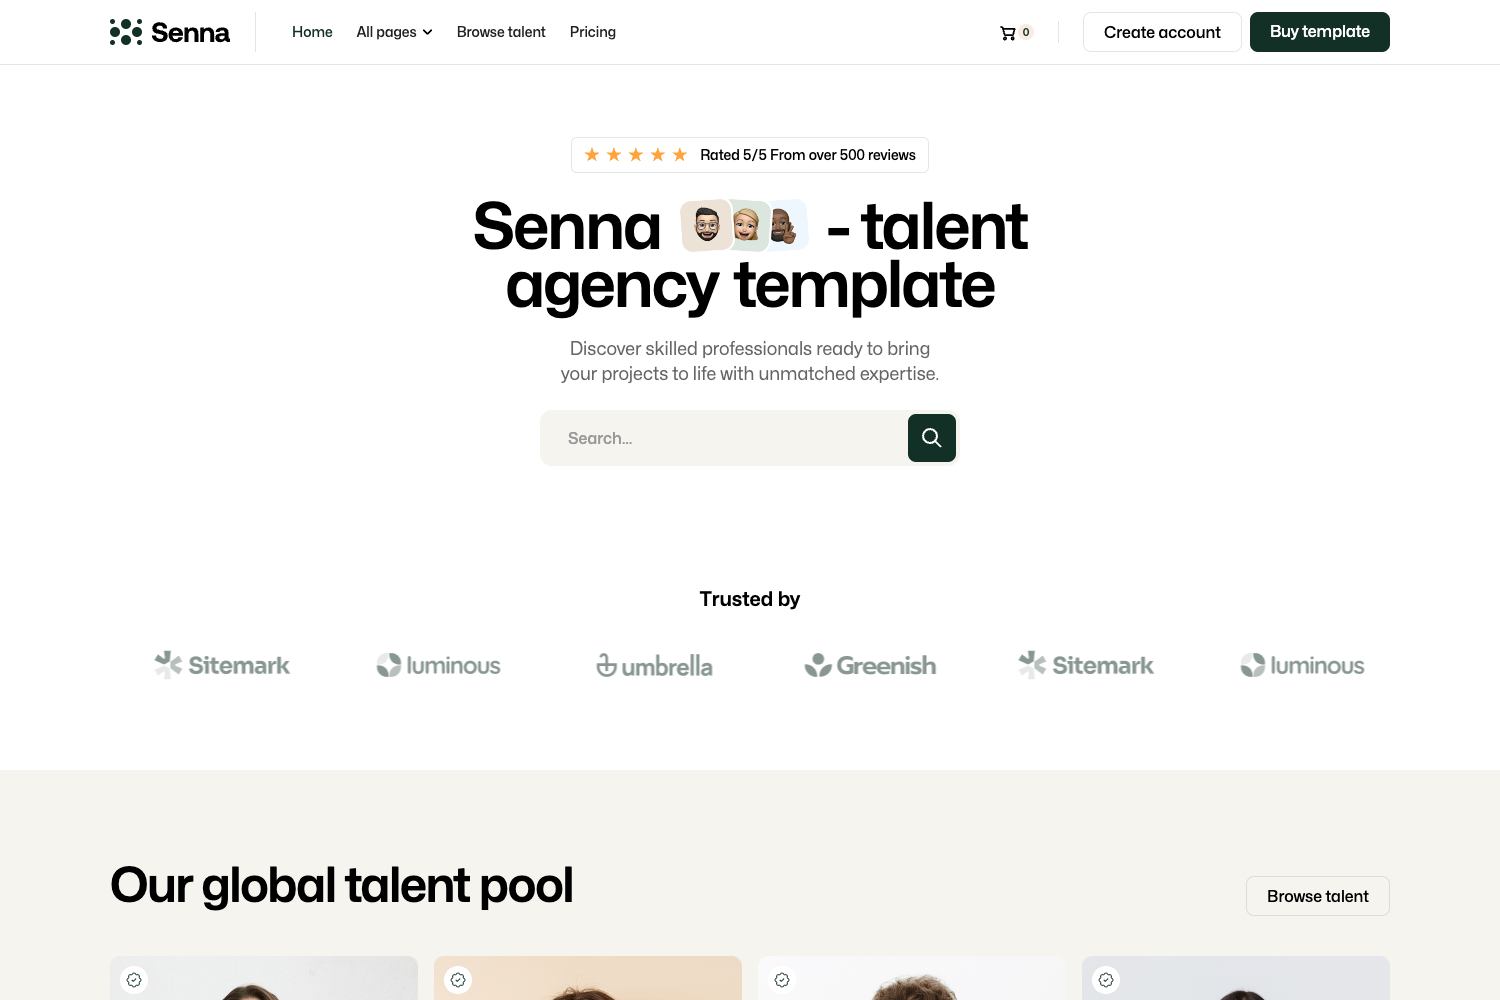 Senna
Home
All pages
Browse talent
Pricing
0
Create account
Buy template
Rated 5/5 From over 500 reviews
Senna - talent
agency template
Discover skilled professionals ready to bring
your projects to life with unmatched expertise.
Search...
Trusted by
Sitemark
luminous
umbrella
Greenish
Sitemark
luminous
Our global talent pool
Browse talent